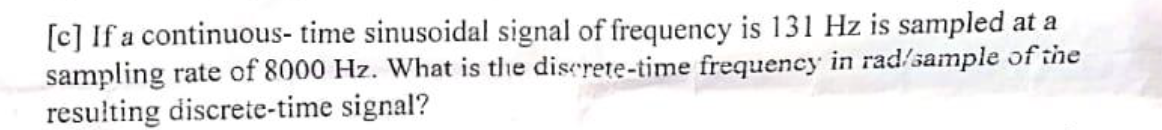 [c] If a continuous- time sinusoidal signal of frequency is 131 Hz is sampled at a
sampling rate of 8000 Hz. What is the discrete-time frequency in rad/sample of the
resulting discrete-time signal?